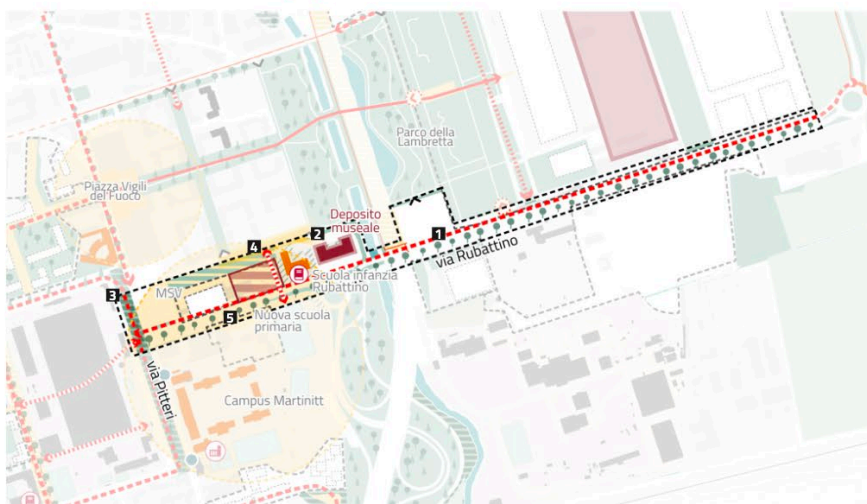 Parco della
Lambretta
Piazza Vigili
del Fuoco
Deposito
museale
2
4
1
via Rubattino
Scuola infanzia
Rubattino
MSV
3
5
Nuova scuola
primaria
via Pitteri
Campus Martinitt